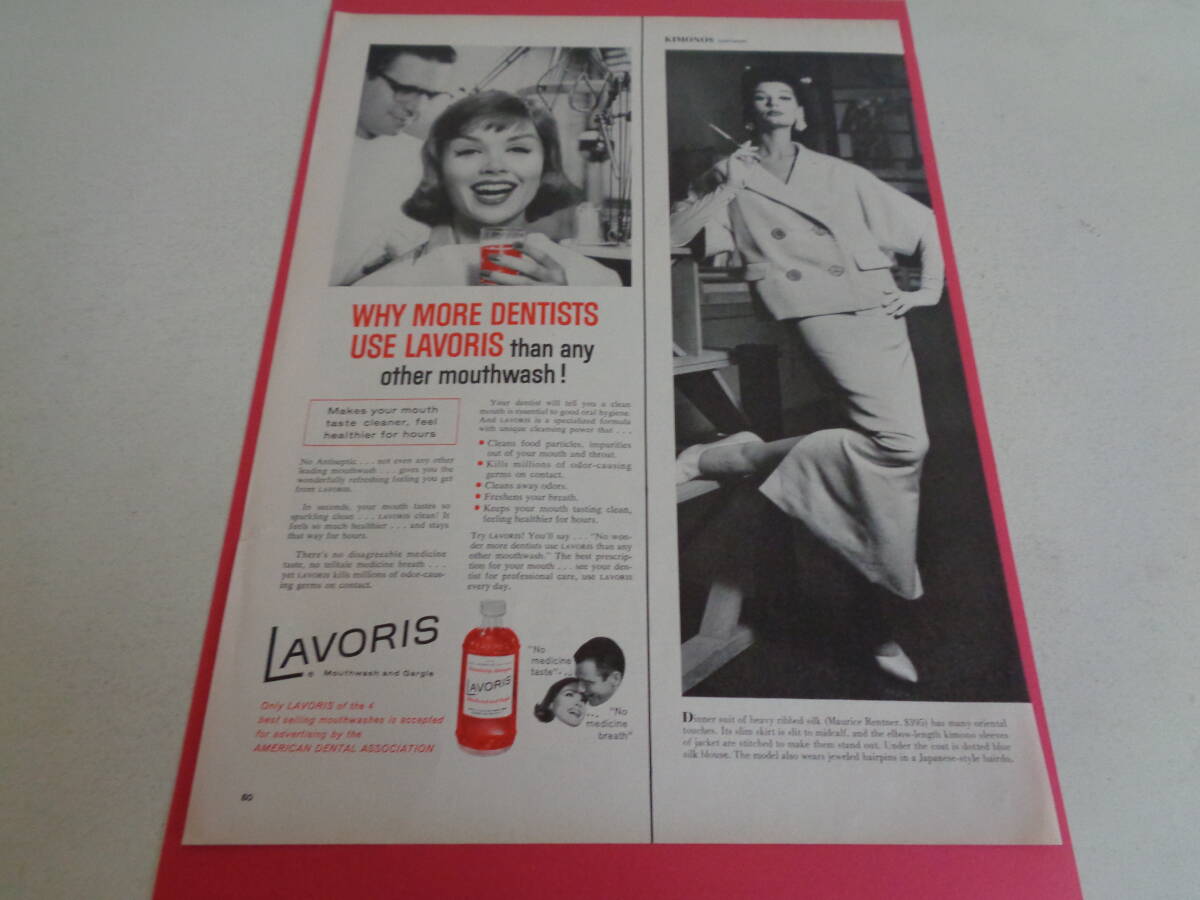 WHY MORE DENTISTS
USE LAVORIS than any
other mouthwash!
Makes your mouth
taste cleaner, feel
healthier for hours
No Antiseptic . . . not even any other
leading mouthwash . . . gives you the
wonderfully refreshing feeling you get
from LAVORIS.
In seconds, your mouth tastes so
sparkling clean . . . LAVORIS clean! It
feels so much healthier . . . and stays
that way for hours.
There's no disagreeable medicine
taste, no telltale medicine breath . . .
yet LAVORIS kills millions of odor-caus-
ing germs on contact.
Your dentist will tell you a clean
mouth is essential to good oral hygiene.
And LAVORIS is a specialized formula
with unique cleansing power that . . .
• Cleans food particles, impurities
out of your mouth and throat.
• Kills millions of odor-causing
germs on contact.
• Cleans away odors.
• Freshens your breath.
• Keeps your mouth tasting clean,
feeling healthier for hours.
Try LAVORIS! You'll say . . . "No won-
der more dentists use LAVORIS than any
other mouthwash." The best prescrip-
tion for your mouth . . . see your den-
tist for professional care, use LAVORIS
every day.
LAVORIS
® Mouthwash and Gargle
Only LAVORIS of the 4
best selling mouthwashes is accepted
for advertising by the
AMERICAN DENTAL ASSOCIATION
LAVORIS
"No
medicine
taste"...
... "No
medicine
breath"
60
KIMONOS
Dinner suit of heavy ribbed silk (Maurice Rentner, $395) has many oriental
touches. Its slim skirt is slit to midcalf, and the elbow-length kimono sleeves
of jacket are stitched to make them stand out. Under the coat is dotted blue
silk blouse. The model also wears jeweled hairpins in a Japanese-style hairdo.